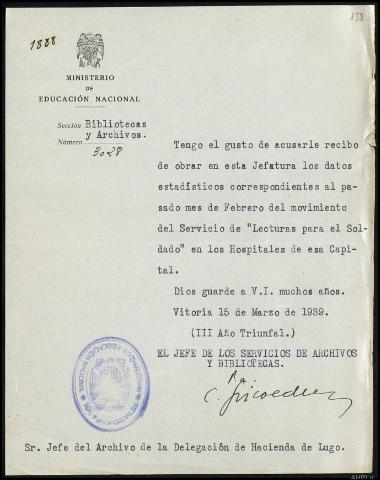 158
1888
MINISTERIO
DE
EDUCACIÓN NACIONAL
Sección Bibliotecas
y Archivos.
Número 3028
Tengo el gusto de acusarle recibo
de obrar en esta Jefatura los datos
estadísticos correspondientes al pa-
sado mes de Febrero del movimiento
del Servicio de "Lecturas para el Sol-
dado" en los Hospitales de esa Capi-
tal.
Dios guarde a V.I. muchos años.
Vitoria 15 de Marzo de 1939.
(III Año Triunfal.)
EL JEFE DE LOS SERVICIOS DE ARCHIVOS
Y BIBLIOTECAS.
Sr. Jefe del Archivo de la Delegación de Hacienda de Lugo.